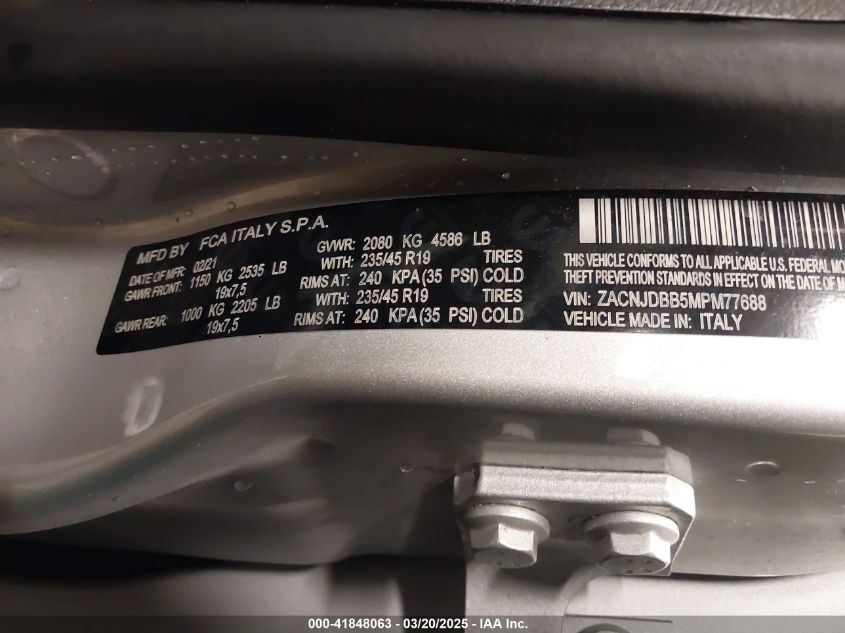 MFD BY FCA ITALY S.P.A.
DATE OF MFR: 02/21 GVWR: 2080 KG 4586 LB
GAWR FRONT: 1150 KG 2535 LB WITH: 235/45 R19 TIRES
19x7,5 RIMS AT: 240 KPA (35 PSI) COLD
GAWR REAR: 1000 KG 2205 LB WITH: 235/45 R19 TIRES
19x7,5 RIMS AT: 240 KPA (35 PSI) COLD
THIS VEHICLE CONFORMS TO ALL APPLICABLE U.S. FEDERAL
THEFT PREVENTION STANDARDS IN EFFECT ON THE DATE OF
VIN: ZACNJDBB5MPM77688
VEHICLE MADE IN: ITALY
000-41848063 - 03/20/2025 - IAA Inc.